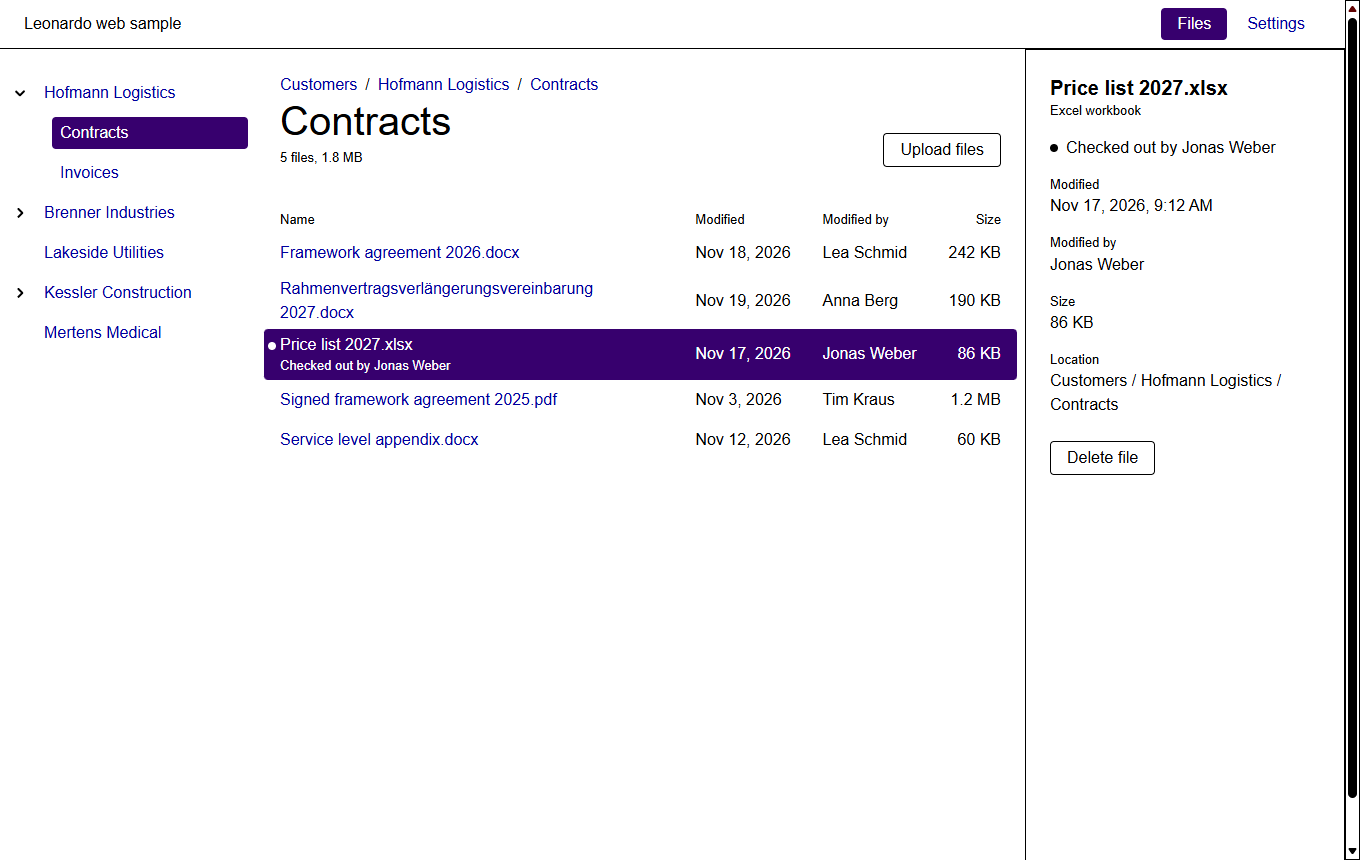 Leonardo web sample
Files
Settings
Hofmann Logistics
Contracts
Invoices
Brenner Industries
Lakeside Utilities
Kessler Construction
Mertens Medical
Customers / Hofmann Logistics / Contracts
Contracts
5 files, 1.8 MB
Upload files
Name Modified Modified by Size
Framework agreement 2026.docx Nov 18, 2026 Lea Schmid 242 KB
Rahmenvertragsverlängerungsvereinbarung
2027.docx Nov 19, 2026 Anna Berg 190 KB
Price list 2027.xlsx Nov 17, 2026 Jonas Weber 86 KB
Checked out by Jonas Weber
Signed framework agreement 2025.pdf Nov 3, 2026 Tim Kraus 1.2 MB
Service level appendix.docx Nov 12, 2026 Lea Schmid 60 KB
Price list 2027.xlsx
Excel workbook
Checked out by Jonas Weber
Modified
Nov 17, 2026, 9:12 AM
Modified by
Jonas Weber
Size
86 KB
Location
Customers / Hofmann Logistics /
Contracts
Delete file